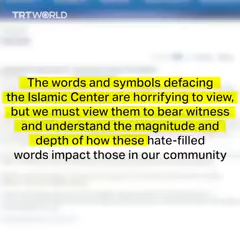 TRTWORLD
The words and symbols defacing
the Islamic Center are horrifying to view,
but we must view them to bear witness
and understand the magnitude and
depth of how these hate-filled
words impact those in our community